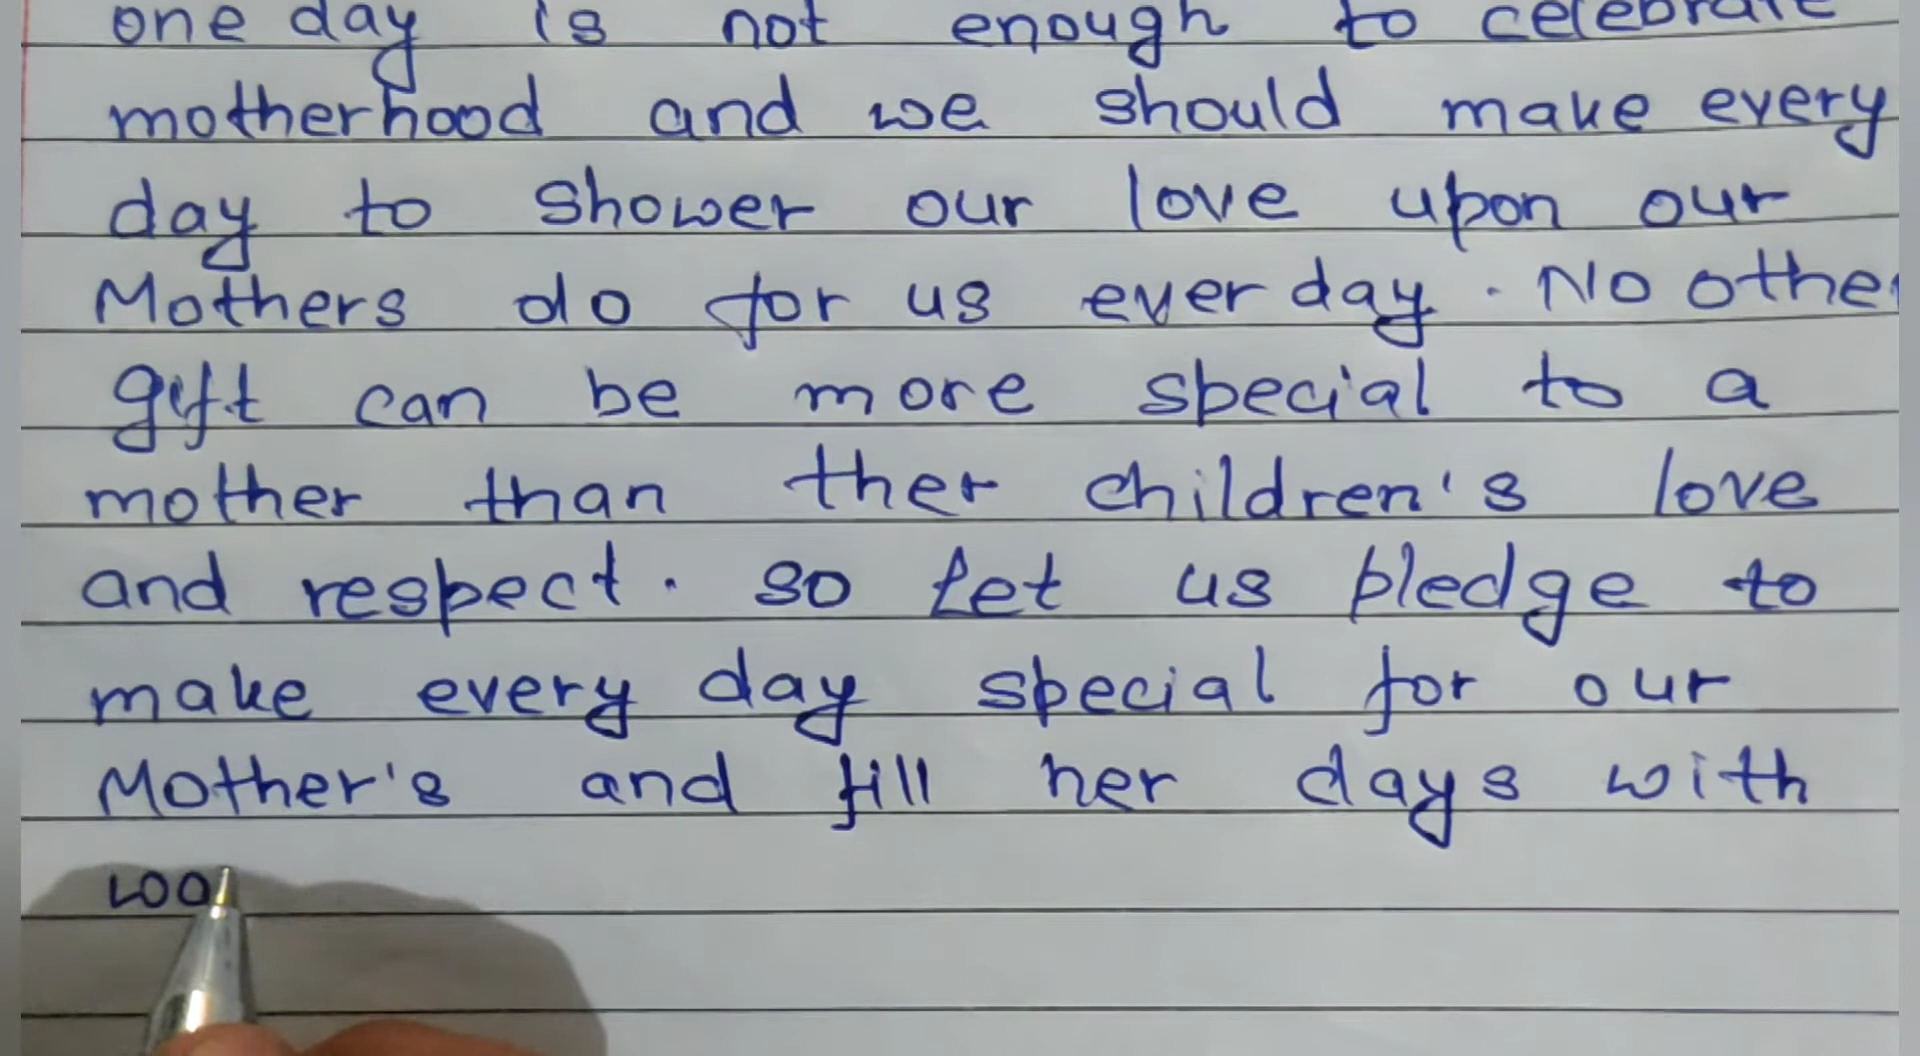 one day is not enough to celebrate
motherhood and we should make every
day to shower our love upon our
Mothers do for us ever day. No othe
gift can be more special to a
mother than ther children's love
and respect. So let us pledge to
make every day special for our
Mother's and fill her days with